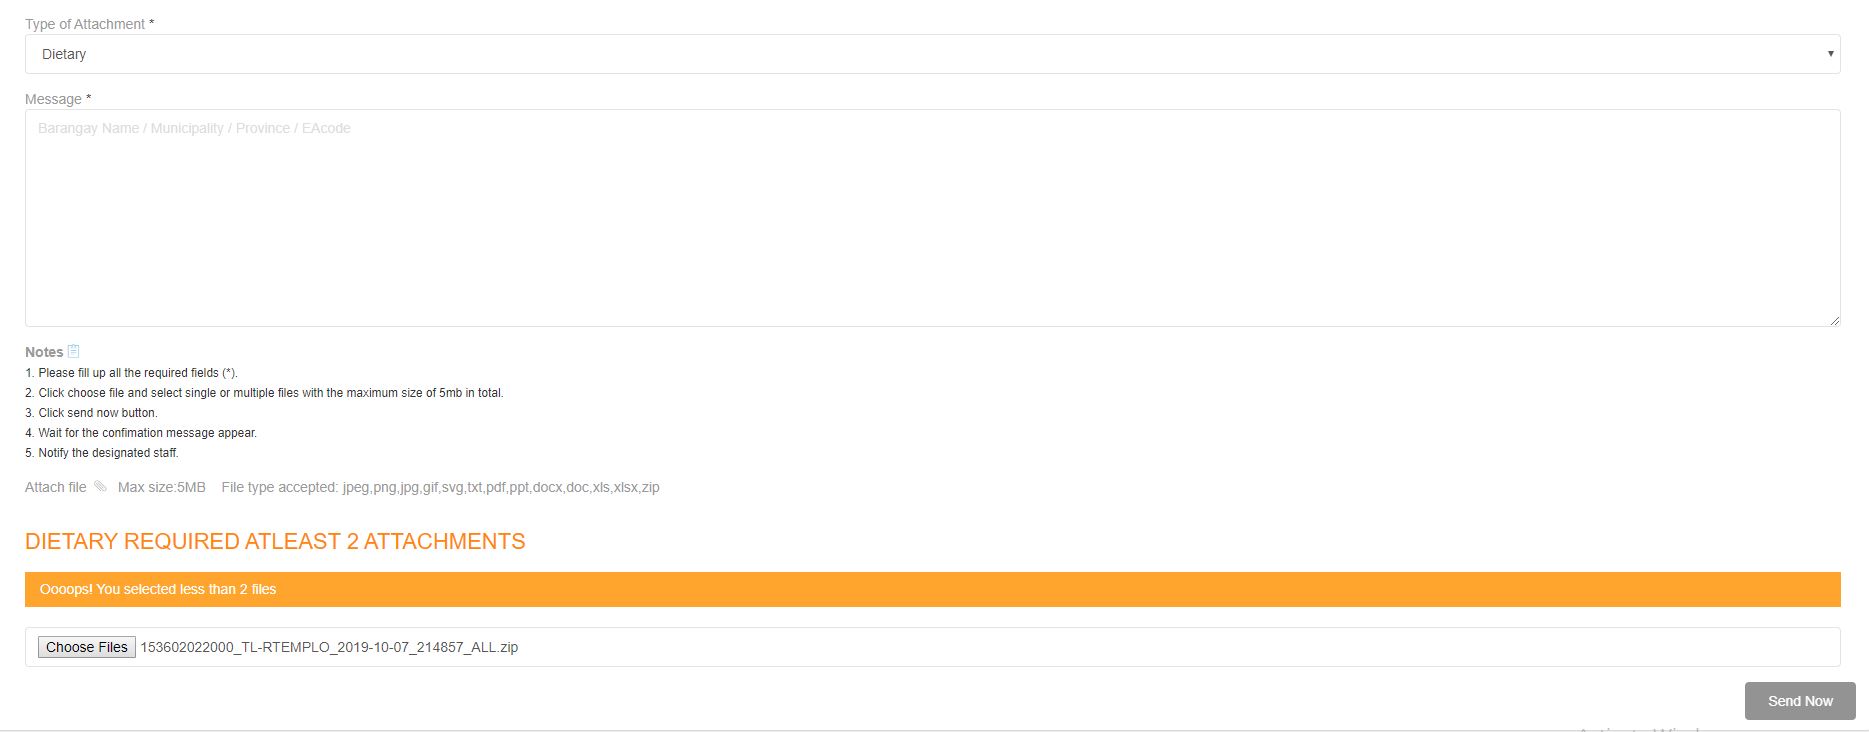 Type of Attachment *
Dietary
Message *
Barangay Name / Municipality / Province / EAcode
Notes
1. Please fill up all the required fields (*).
2. Click choose file and select single or multiple files with the maximum size of 5mb in total.
3. Click send now button.
4. Wait for the confimation message appear.
5. Notify the designated staff.
Attach file Max size:5MB File type accepted: jpeg,png,jpg,gif,svg,txt,pdf,ppt,docx,doc,xls,xlsx,zip
DIETARY REQUIRED ATLEAST 2 ATTACHMENTS
Oooops! You selected less than 2 files
Choose Files 153602022000_TL-RTEMPLO_2019-10-07_214857_ALL.zip
Send Now